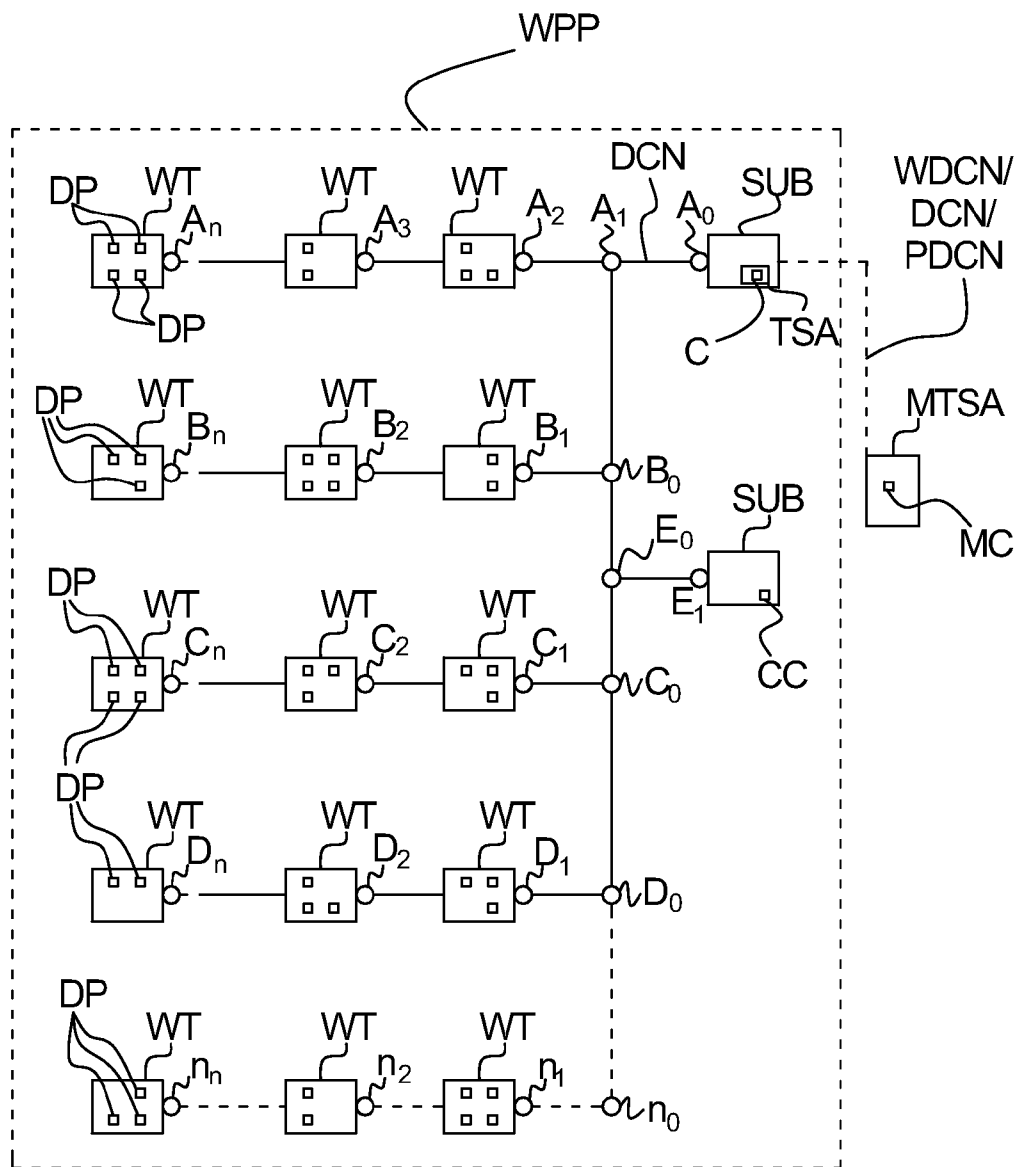 WPP
DCN
WDCN/
DCN/
PDCN
DP WT WT WT SUB
Aₙ A₃ A₂ A₁ A₀
DP
C TSA
MTSA
MC
DP WT WT WT
Bₙ B₂ B₁ B₀
SUB
E₀
E₁
CC
DP WT WT WT
Cₙ C₂ C₁ C₀
DP WT WT WT
Dₙ D₂ D₁ D₀
DP WT WT WT
nₙ n₂ n₁ n₀